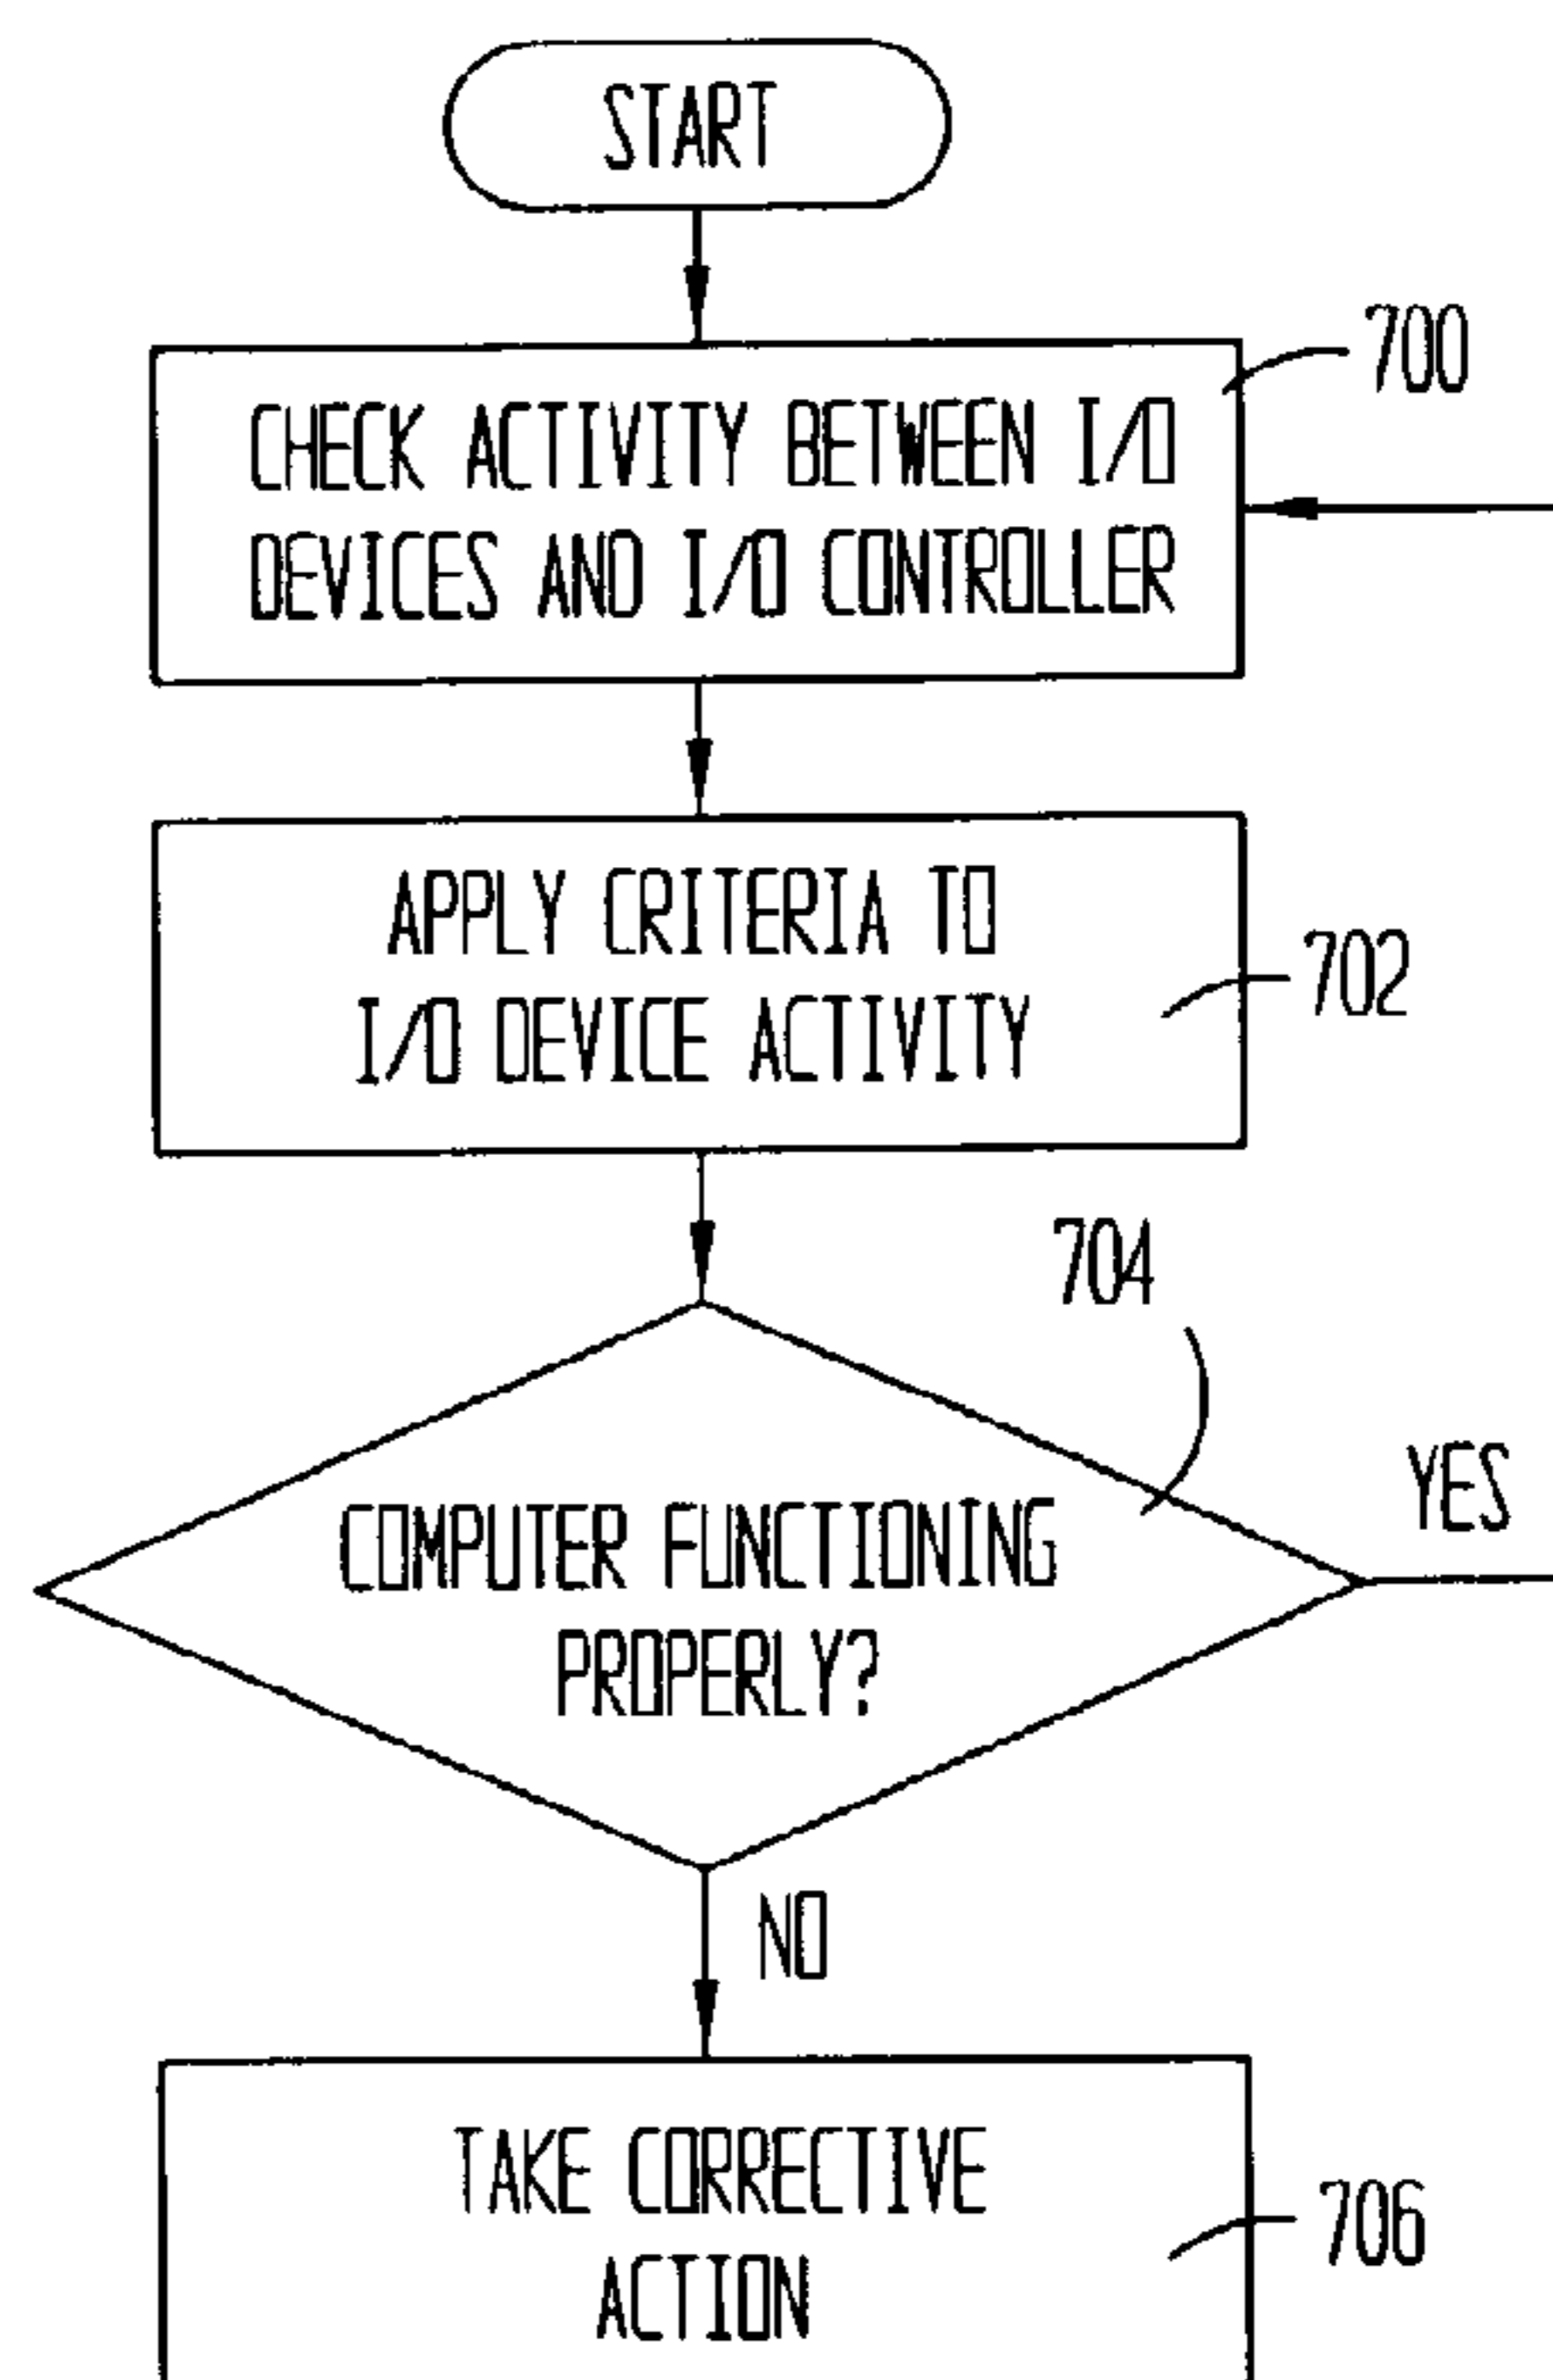 START
700
CHECK ACTIVITY BETWEEN I/O
DEVICES AND I/O CONTROLLER
APPLY CRITERIA TO
I/O DEVICE ACTIVITY
702
704
YES
COMPUTER FUNCTIONING
PROPERLY?
NO
TAKE CORRECTIVE
ACTION
706